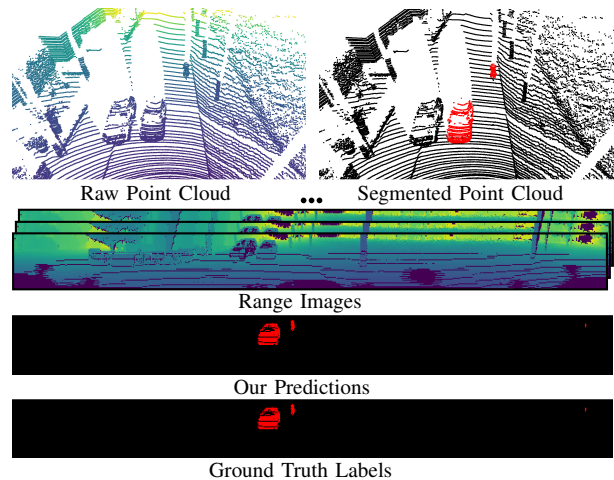 Raw Point Cloud ••• Segmented Point Cloud
Range Images
Our Predictions
Ground Truth Labels